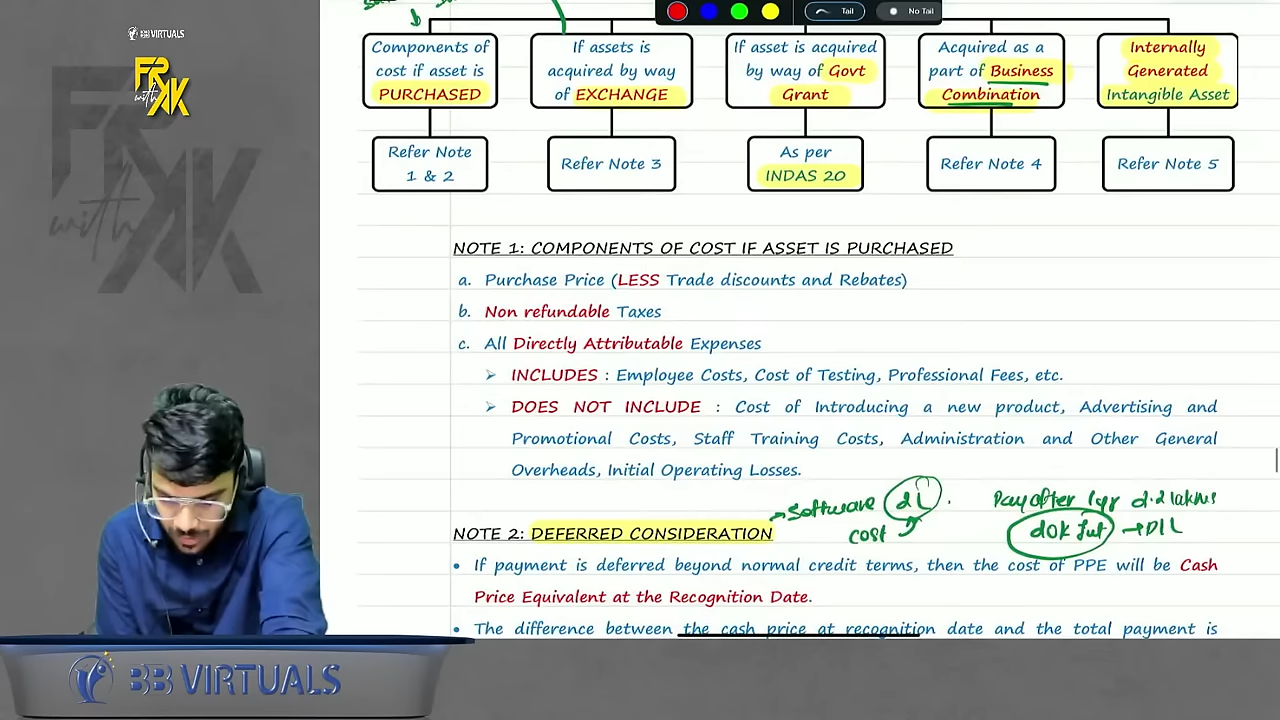 BB VIRTUALS
FR
with AK
Tail
No Tail
Components of
cost if asset is
PURCHASED
If assets is
acquired by way
of EXCHANGE
If asset is acquired
by way of Govt
Grant
Acquired as a
part of Business
Combination
Internally
Generated
Intangible Asset
Refer Note
1 & 2
Refer Note 3
As per
INDAS 20
Refer Note 4
Refer Note 5
NOTE 1: COMPONENTS OF COST IF ASSET IS PURCHASED
a. Purchase Price (LESS Trade discounts and Rebates)
b. Non refundable Taxes
c. All Directly Attributable Expenses
➢ INCLUDES : Employee Costs, Cost of Testing, Professional Fees, etc.
➢ DOES NOT INCLUDE : Cost of Introducing a new product, Advertising and
Promotional Costs, Staff Training Costs, Administration and Other General
Overheads, Initial Operating Losses.
Software 2L. Pay after 1yr 2.2 lakhs
cost 20k Int → P/L
NOTE 2: DEFERRED CONSIDERATION
• If payment is deferred beyond normal credit terms, then the cost of PPE will be Cash
Price Equivalent at the Recognition Date.
• The difference between the cash price at recognition date and the total payment is
BB VIRTUALS